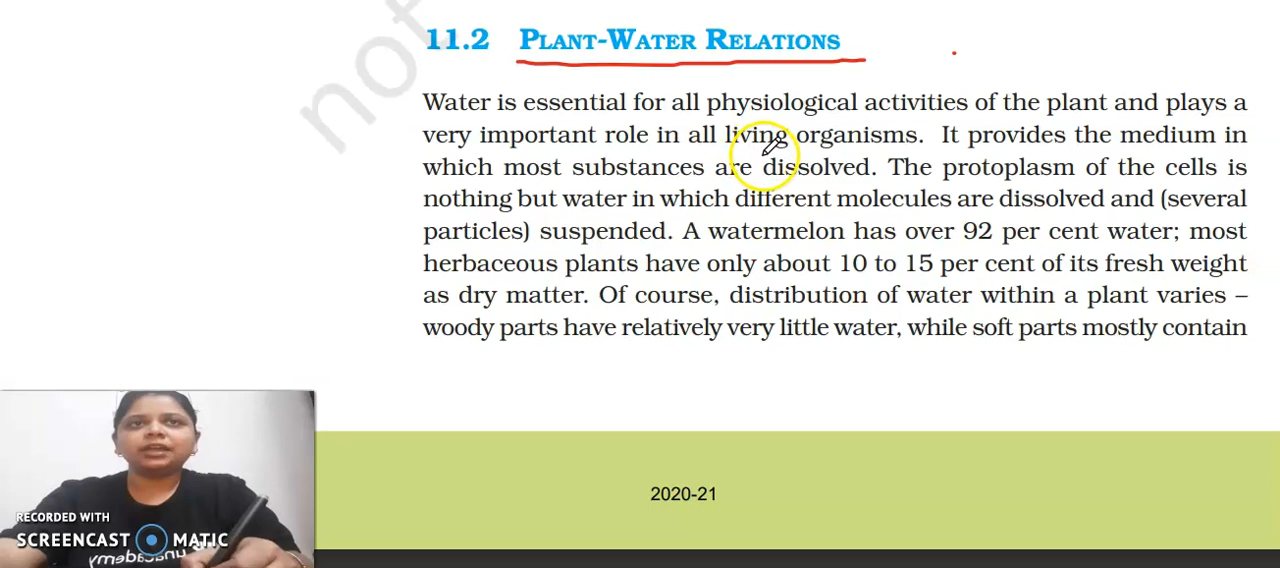 not
11.2 PLANT-WATER RELATIONS
Water is essential for all physiological activities of the plant and plays a
very important role in all living organisms. It provides the medium in
which most substances are dissolved. The protoplasm of the cells is
nothing but water in which different molecules are dissolved and (several
particles) suspended. A watermelon has over 92 per cent water; most
herbaceous plants have only about 10 to 15 per cent of its fresh weight
as dry matter. Of course, distribution of water within a plant varies –
woody parts have relatively very little water, while soft parts mostly contain
2020-21
RECORDED WITH
SCREENCAST MATIC
unacademy